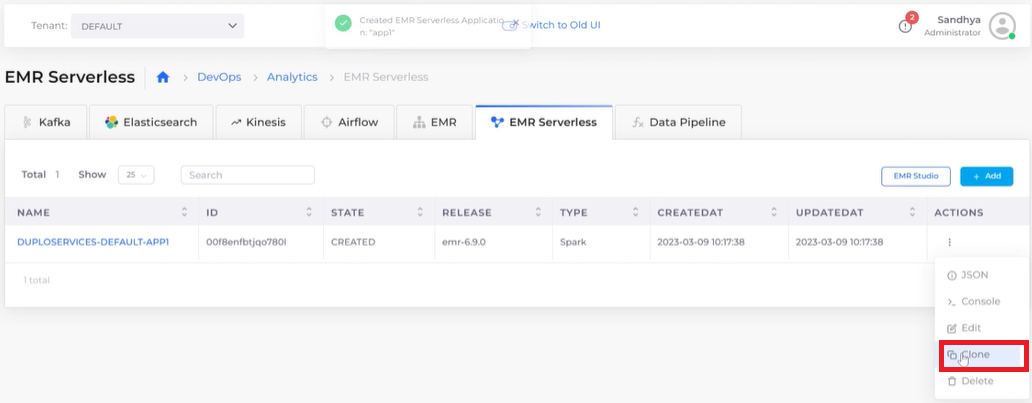 Tenant: DEFAULT
Created EMR Serverless Applicatio
n: "app1"
Switch to Old UI
2
Sandhya
Administrator
EMR Serverless
DevOps > Analytics > EMR Serverless
Kafka Elasticsearch Kinesis Airflow EMR EMR Serverless Data Pipeline
Total 1 Show 25 Search EMR Studio + Add
NAME ID STATE RELEASE TYPE CREATEDAT UPDATEDAT ACTIONS
DUPLOSERVICES-DEFAULT-APP1 00f8enfbtjqo780l CREATED emr-6.9.0 Spark 2023-03-09 10:17:38 2023-03-09 10:17:38
1 total
JSON
Console
Edit
Clone
Delete